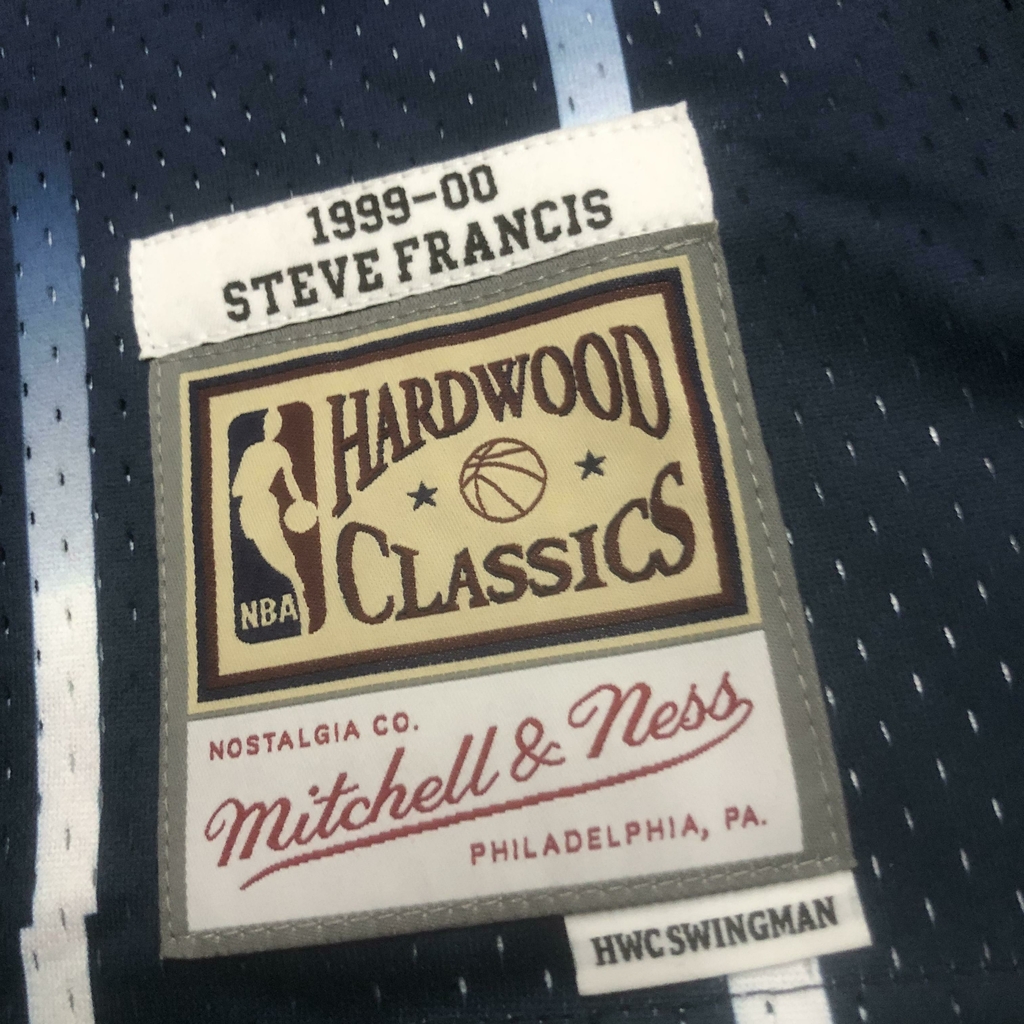 1999-00
STEVE FRANCIS
HARDWOOD
CLASSICS
NBA
NOSTALGIA CO.
Mitchell & Ness
PHILADELPHIA, PA.
HWC SWINGMAN